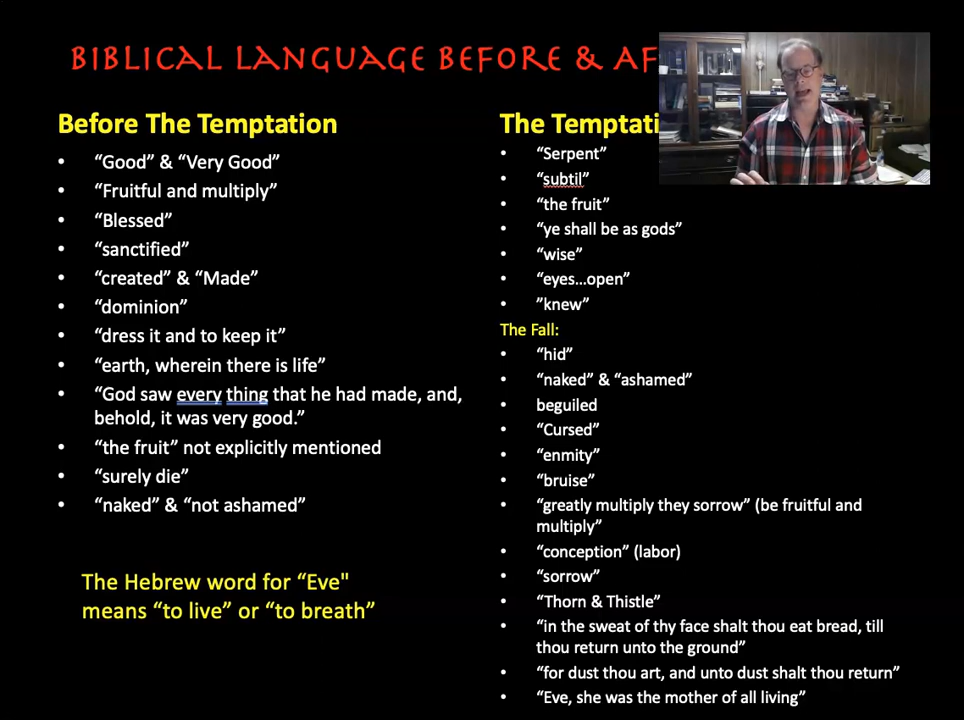 BIBLICAL LANGUAGE BEFORE & AF
Before The Temptation
• “Good” & “Very Good”
• “Fruitful and multiply”
• “Blessed”
• “sanctified”
• “created” & “Made”
• “dominion”
• “dress it and to keep it”
• “earth, wherein there is life”
• “God saw every thing that he had made, and,
behold, it was very good.”
• “the fruit” not explicitly mentioned
• “surely die”
• “naked” & “not ashamed”
The Hebrew word for “Eve"
means “to live” or “to breath”
The Temptati
• “Serpent”
• “subtil”
• “the fruit”
• “ye shall be as gods”
• “wise”
• “eyes…open”
• ”knew”
The Fall:
• “hid”
• “naked” & “ashamed”
• beguiled
• “Cursed”
• “enmity”
• “bruise”
• “greatly multiply they sorrow” (be fruitful and
multiply”
• “conception” (labor)
• “sorrow”
• “Thorn & Thistle”
• “in the sweat of thy face shalt thou eat bread, till
thou return unto the ground”
• “for dust thou art, and unto dust shalt thou return”
• “Eve, she was the mother of all living”